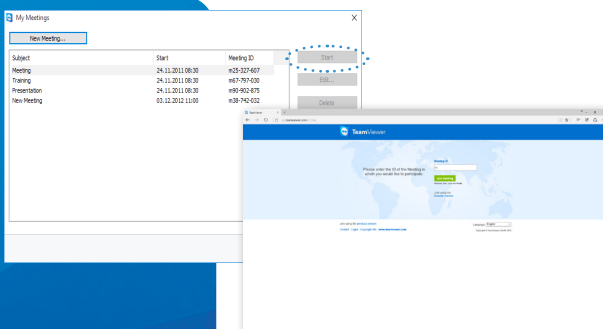 My Meetings
New Meeting...
Subject Start Meeting ID
Meeting 24.11.2011 08:30 m25-327-607
Training 24.11.2011 08:30 m67-797-030
Presentation 24.11.2011 08:30 m90-902-875
New Meeting 03.12.2012 11:00 m38-742-032
Start
Edit...
Delete
TeamViewer
Please enter the ID of the Meeting in
which you would like to participate.
Meeting ID
Join Meeting
Language: English